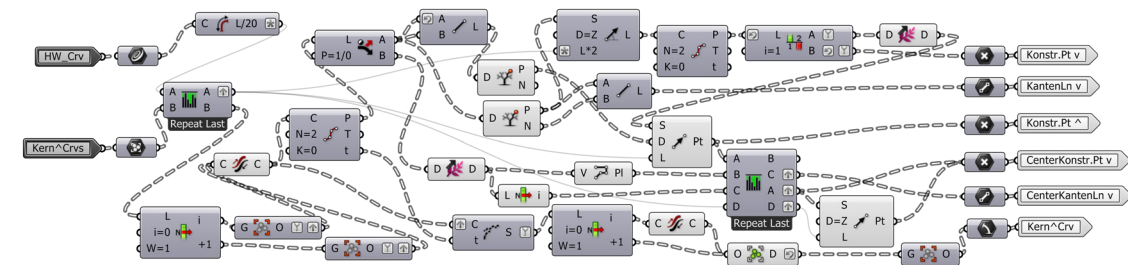 HW_Crv
Kern^Crvs
C L/20
A A
B B
Repeat Last
C P
N=2 T
K=0 t
C C
L i
i=0
W=1 +1
G O
G O
L A
P=1/0 B
A L
B
D P
N
D P
N
D D
L i
C S
t
S
D=Z L
L*2
A L
B
V Pl
L i
i=0
W=1 +1
C C
O D
C P
N=2 T
K=0 t
L A
i=1 B
D D
S
D Pt
L
A B
B C
C A
D D
Repeat Last
S
D=Z Pt
L
G O
Konstr.Pt v
KantenLn v
Konstr.Pt ^
CenterKonstr.Pt v
CenterKantenLn v
Kern^Crv